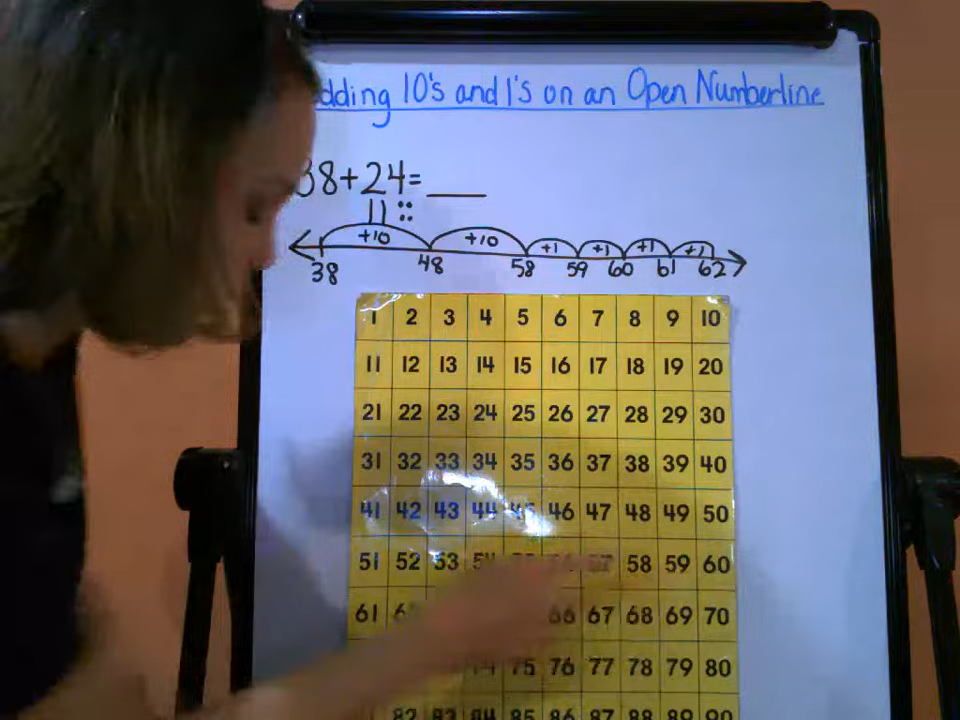 10's and 1's on an Open Numberline
8+24=
+10 +10 +1 +1 +1 +1
38 48 58 59 60 61 62
1 2 3 4 5 6 7 8 9 10
11 12 13 14 15 16 17 18 19 20
21 22 23 24 25 26 27 28 29 30
31 32 33 34 35 36 37 38 39 40
41 42 43 44 45 46 47 48 49 50
51 52 53 54 58 59 60
61 66 67 68 69 70
74 75 76 77 78 79 80
82 83 84 85 86 87 88 89 90